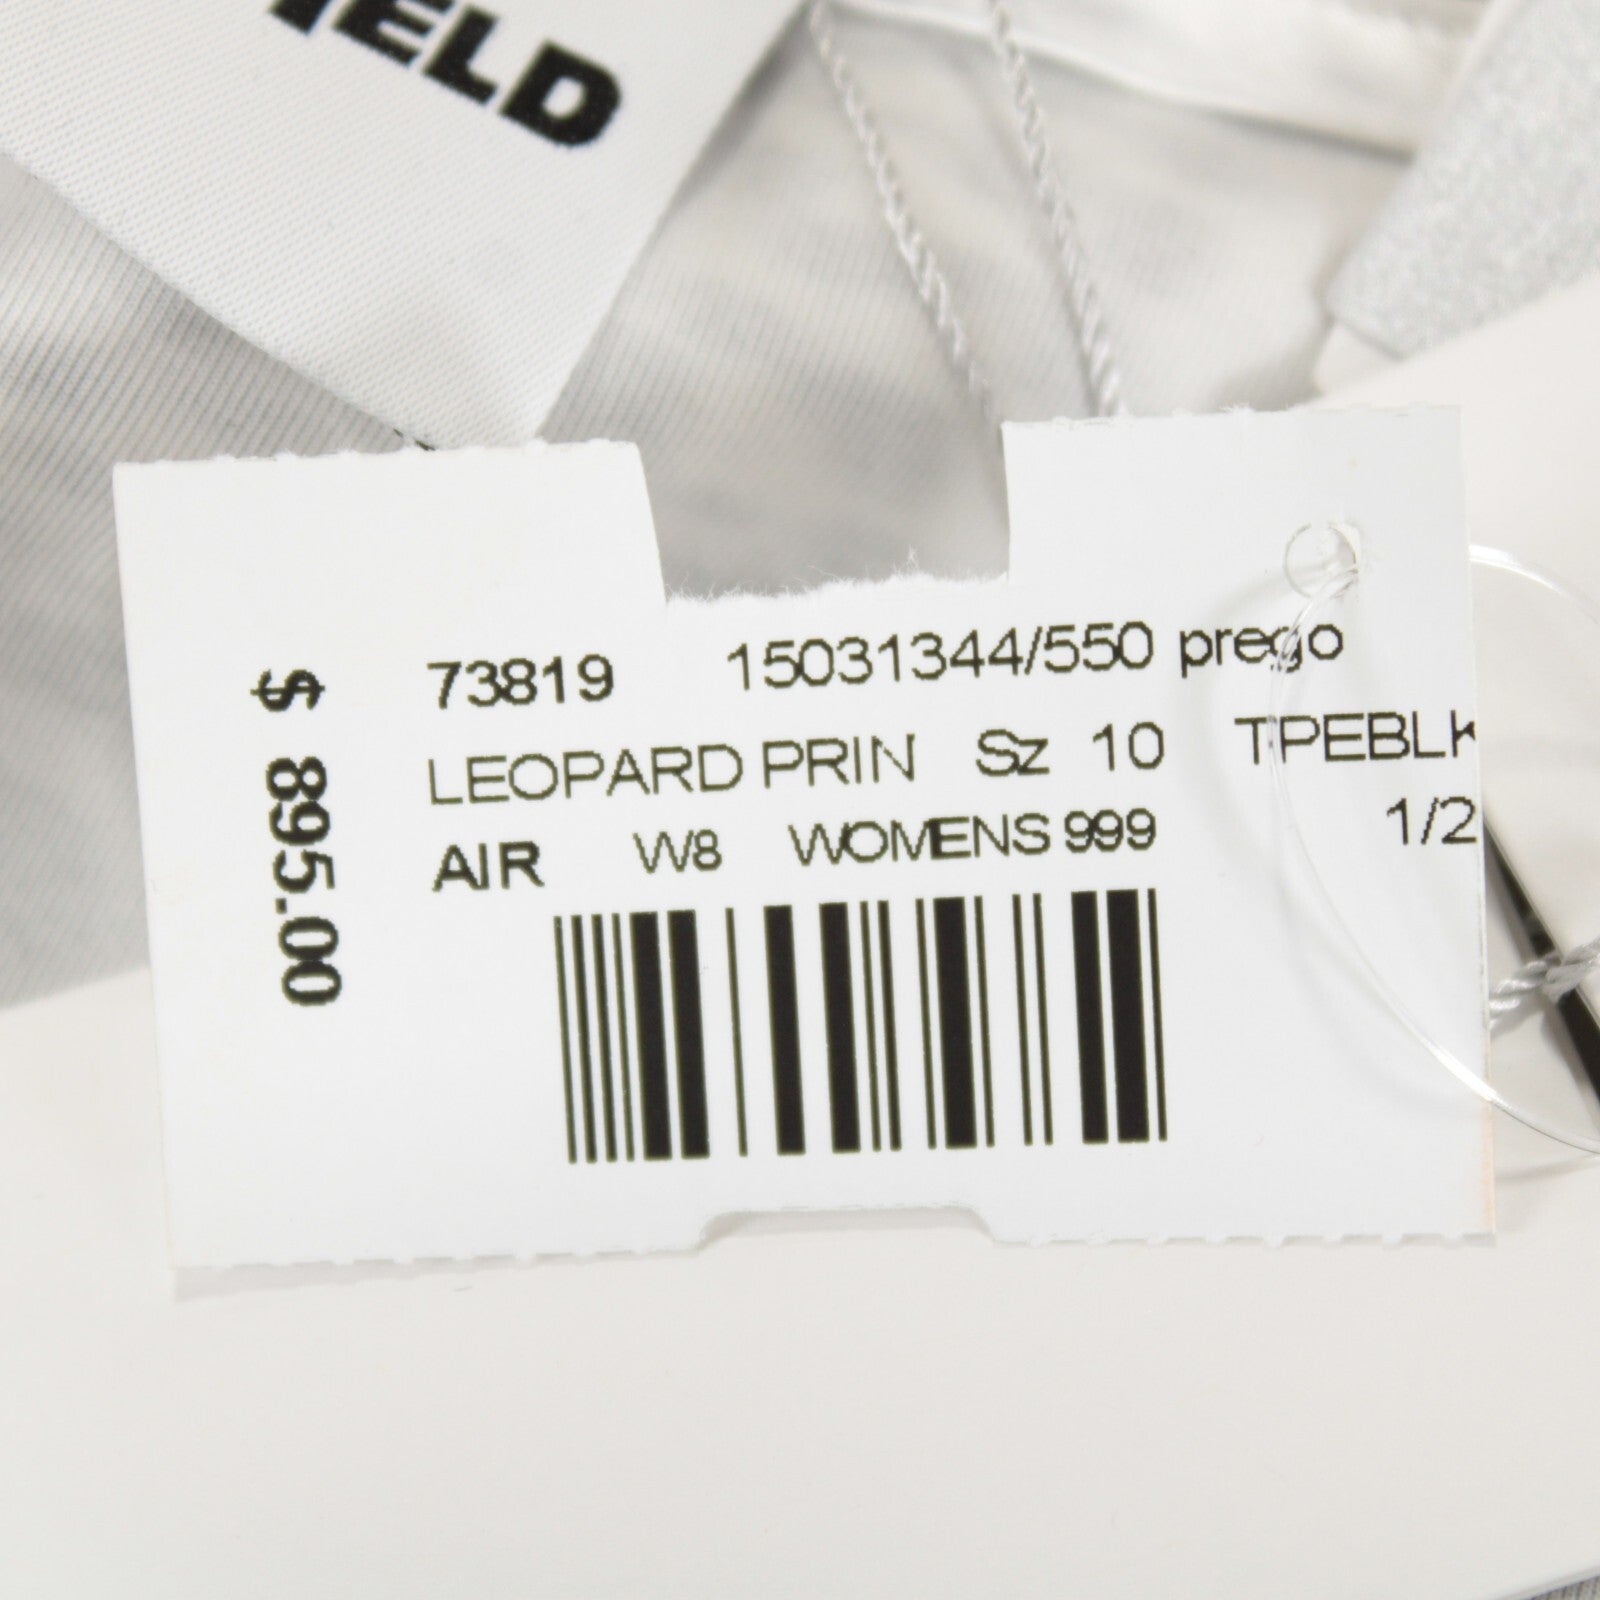 IELD
73819 15031344/550 prego
LEOPARD PRIN Sz 10 TPEBLK
AIR W8 WOMENS 999 1/2
$ 895.00